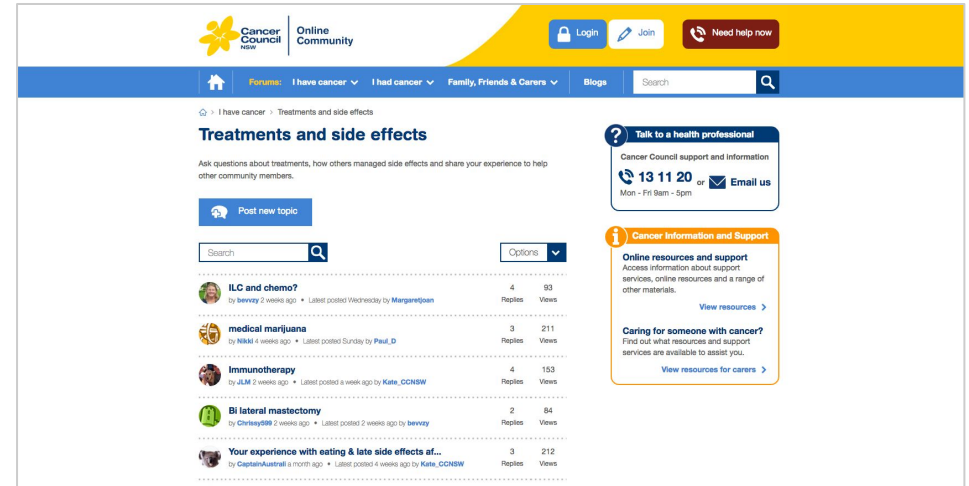 Cancer
Council
NSW
Online
Community
Login
Join
Need help now
Forums: I have cancer I had cancer Family, Friends & Carers Blogs Search
> I have cancer > Treatments and side effects
Treatments and side effects
Ask questions about treatments, how others managed side effects and share your experience to help
other community members.
Post new topic
Search
Options
ILC and chemo?
by bevvzy 2 weeks ago • Latest posted Wednesday by Margaretjoan
4 93
Replies Views
medical marijuana
by Nikki 4 weeks ago • Latest posted Sunday by Paul_D
3 211
Replies Views
Immunotherapy
by JLM 2 weeks ago • Latest posted a week ago by Kate_CCNSW
4 153
Replies Views
Bi lateral mastectomy
by Chrissy599 2 weeks ago • Latest posted 2 weeks ago by bevvzy
2 84
Replies Views
Your experience with eating & late side effects af...
by CaptainAustrali a month ago • Latest posted 4 weeks ago by Kate_CCNSW
3 212
Replies Views
? Talk to a health professional
Cancer Council support and information
13 11 20 or Email us
Mon - Fri 9am - 5pm
i Cancer Information and Support
Online resources and support
Access information about support
services, online resources and a range of
other materials.
View resources >
Caring for someone with cancer?
Find out what resources and support
services are available to assist you.
View resources for carers >